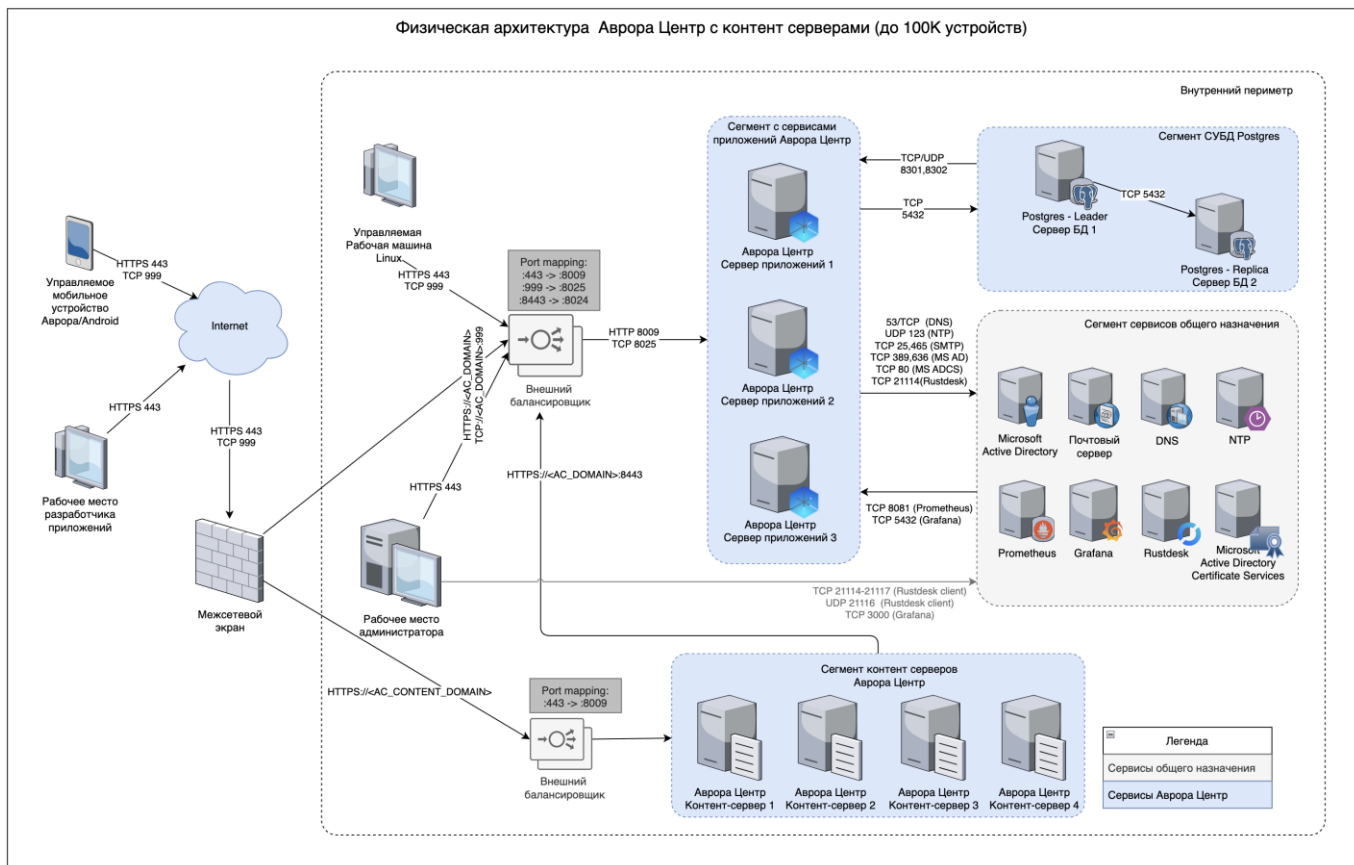 Физическая архитектура Аврора Центр с контент серверами (до 100К устройств)
Внутренний периметр
Управляемое
мобильное
устройство
Аврора/Android
HTTPS 443
TCP 999
Internet
HTTPS 443
Рабочее место
разработчика
приложений
HTTPS 443
TCP 999
Межсетевой
экран
Управляемая
Рабочая машина
Linux
HTTPS 443
TCP 999
Port mapping:
:443 -> :8009
:999 -> :8025
:8443 -> :8024
Внешний
балансировщик
HTTPS://<AC_DOMAIN>
TCP://<AC_DOMAIN>:999
HTTPS 443
Рабочее место
администратора
HTTPS://<AC_DOMAIN>:8443
HTTP 8009
TCP 8025
Сегмент с сервисами
приложений Аврора Центр
Аврора Центр
Сервер приложений 1
Аврора Центр
Сервер приложений 2
Аврора Центр
Сервер приложений 3
TCP/UDP
8301,8302
TCP
5432
Сегмент СУБД Postgres
Postgres - Leader
Сервер БД 1
TCP 5432
Postgres - Replica
Сервер БД 2
53/TCP (DNS)
UDP 123 (NTP)
TCP 25,465 (SMTP)
TCP 389,636 (MS AD)
TCP 80 (MS ADCS)
TCP 21114(Rustdesk)
TCP 8081 (Prometheus)
TCP 5432 (Grafana)
TCP 21114-21117 (Rustdesk client)
UDP 21116 (Rustdesk client)
TCP 3000 (Grafana)
Сегмент сервисов общего назначения
Microsoft
Active Directory
Почтовый
сервер
DNS
NTP
Prometheus
Grafana
Rustdesk
Microsoft
Active Directory
Certificate Services
HTTPS://<AC_CONTENT_DOMAIN>
Port mapping:
:443 -> :8009
Внешний
балансировщик
Сегмент контент серверов
Аврора Центр
Аврора Центр
Контент-сервер 1
Аврора Центр
Контент-сервер 2
Аврора Центр
Контент-сервер 3
Аврора Центр
Контент-сервер 4
Легенда
Сервисы общего назначения
Сервисы Аврора Центр